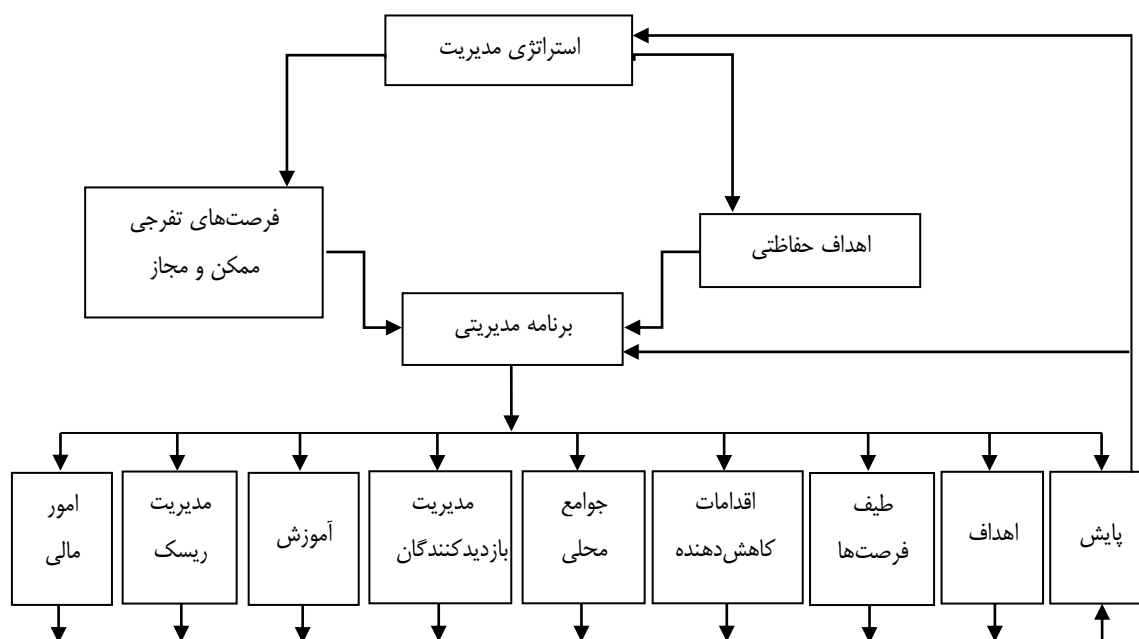 استراتژی مدیریت
فرصت‌های تفرجی
ممکن و مجاز
اهداف حفاظتی
برنامه مدیریتی
پایش
اهداف
طیف
فرصت‌ها
اقدامات
کاهش‌دهنده
جوامع
محلی
مدیریت
بازدیدکنندگان
آموزش
مدیریت
ریسک
امور
مالی